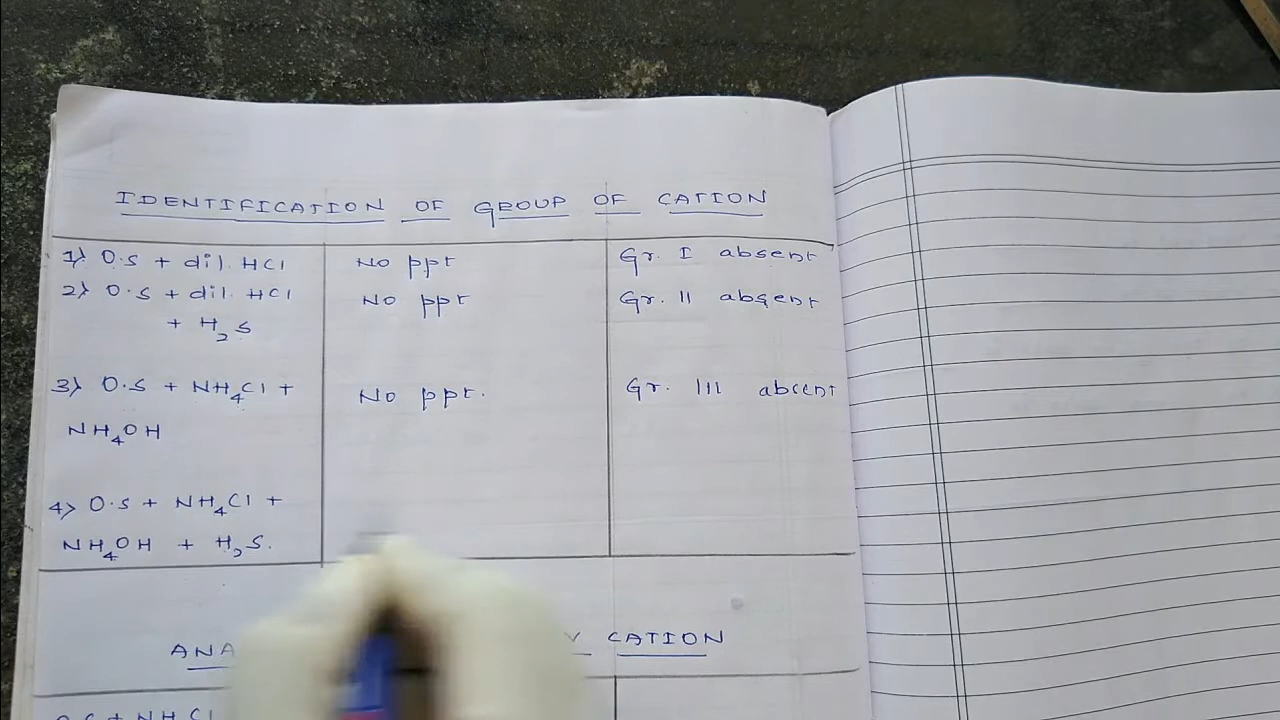 IDENTIFICATION OF GROUP OF CATION
1) O.S + dil. HCl No ppt Gr. I absent
2) O.S + dil. HCl No ppt Gr. II absent
+ H2S
3) O.S + NH4Cl + No ppt. Gr. III absent
NH4OH
4) O.S + NH4Cl +
NH4OH + H2S.
CATION